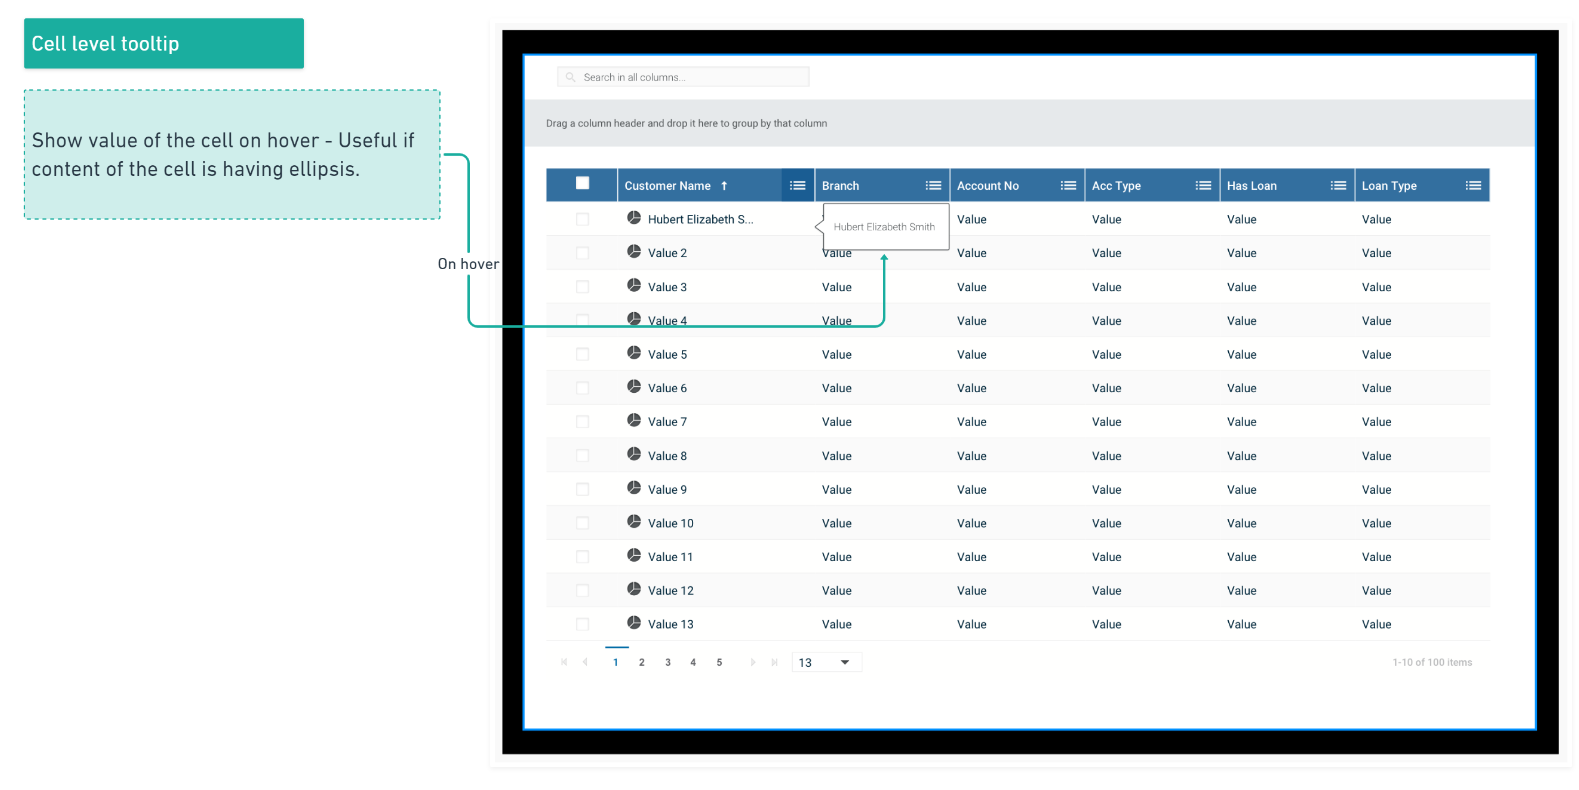 Cell level tooltip
Show value of the cell on hover - Useful if
content of the cell is having ellipsis.
On hover
Search in all columns...
Drag a column header and drop it here to group by that column
Customer Name ↑ Branch Account No Acc Type Has Loan Loan Type
Hubert Elizabeth S... Value Value Value Value
Hubert Elizabeth Smith
Value 2 Value Value Value Value Value
Value 3 Value Value Value Value Value
Value 4 Value Value Value Value Value
Value 5 Value Value Value Value Value
Value 6 Value Value Value Value Value
Value 7 Value Value Value Value Value
Value 8 Value Value Value Value Value
Value 9 Value Value Value Value Value
Value 10 Value Value Value Value Value
Value 11 Value Value Value Value Value
Value 12 Value Value Value Value Value
Value 13 Value Value Value Value Value
1 2 3 4 5 13 1-10 of 100 items